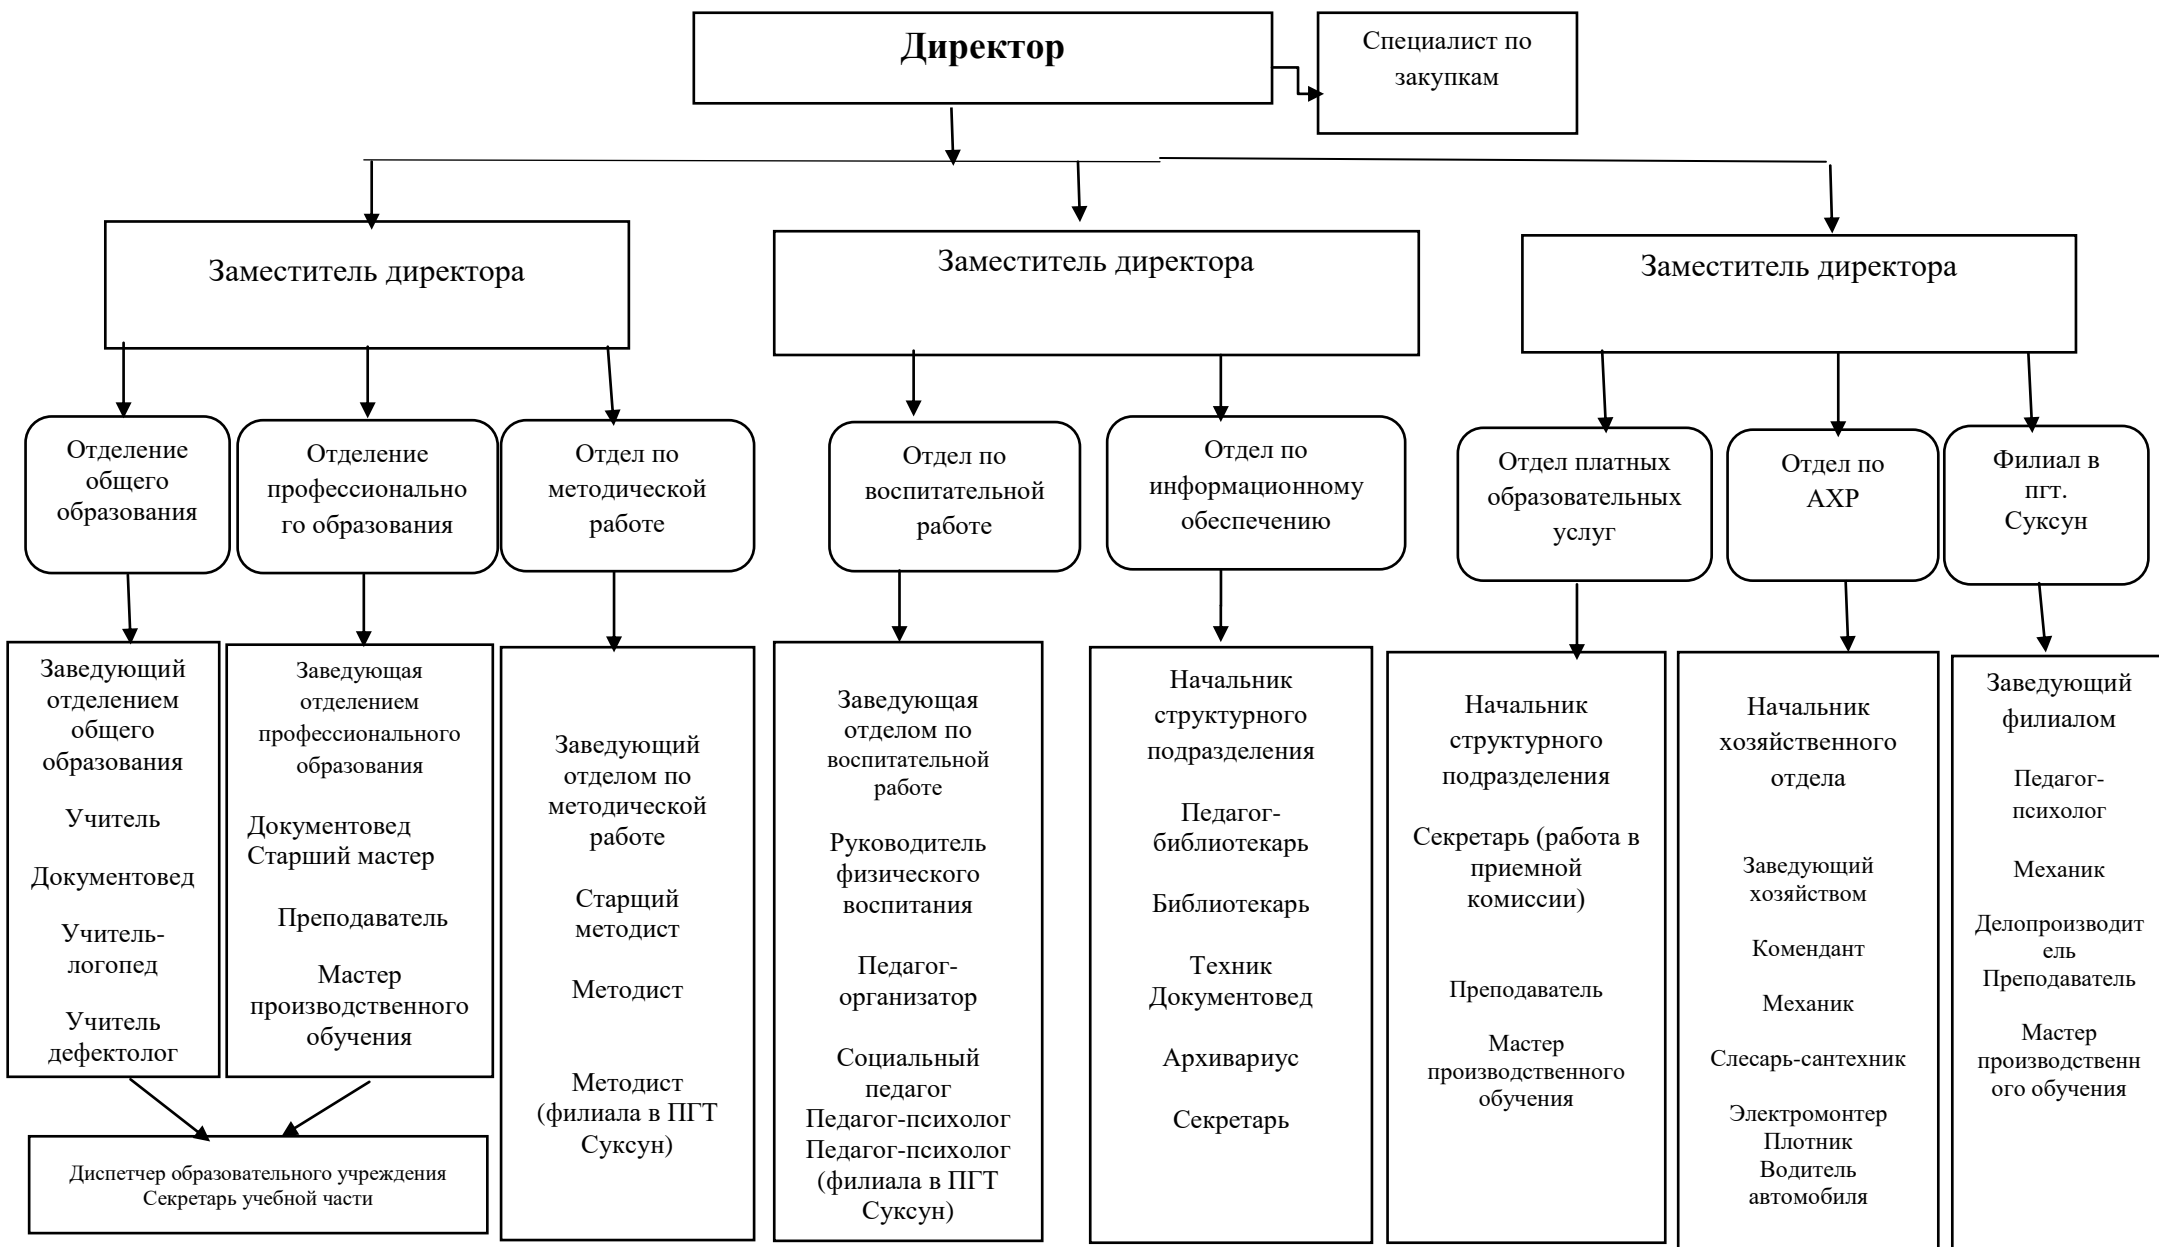 Директор
Специалист по
закупкам
Заместитель директора
Заместитель директора
Заместитель директора
Отделение
общего
образования
Отделение
профессионально
го образования
Отдел по
методической
работе
Отдел по
воспитательной
работе
Отдел по
информационному
обеспечению
Отдел платных
образовательных
услуг
Отдел по
АХР
Филиал в
пгт.
Суксун
Заведующий
отделением
общего
образования
Учитель
Документовед
Учитель-
логопед
Учитель
дефектолог
Заведующая
отделением
профессионального
образования
Документовед
Старший мастер
Преподаватель
Мастер
производственного
обучения
Диспетчер образовательного учреждения
Секретарь учебной части
Заведующий
отделом по
методической
работе
Старщий
методист
Методист
Методист
(филиала в ПГТ
Суксун)
Заведующая
отделом по
воспитательной
работе
Руководитель
физического
воспитания
Педагог-
организатор
Социальный
педагог
Педагог-психолог
Педагог-психолог
(филиала в ПГТ
Суксун)
Начальник
структурного
подразделения
Педагог-
библиотекарь
Библиотекарь
Техник
Документовед
Архивариус
Секретарь
Начальник
структурного
подразделения
Секретарь (работа в
приемной
комиссии)
Преподаватель
Мастер
производственного
обучения
Начальник
хозяйственного
отдела
Заведующий
хозяйством
Комендант
Механик
Слесарь-сантехник
Электромонтер
Плотник
Водитель
автомобиля
Заведующий
филиалом
Педагог-
психолог
Механик
Делопроизводит
ель
Преподаватель
Мастер
производственн
ого обучения